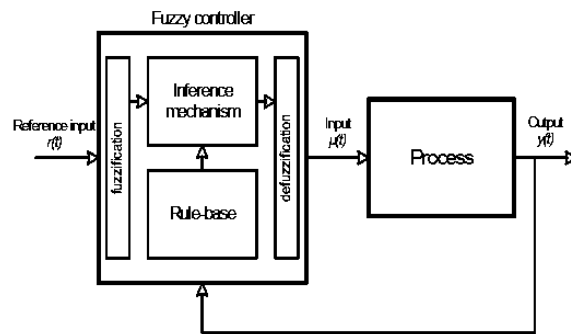 Fuzzy controller
Reference input
r(t)
fuzzification
Inference
mechanism
Rule-base
defuzzification
Input
μ(t)
Process
Output
y(t)